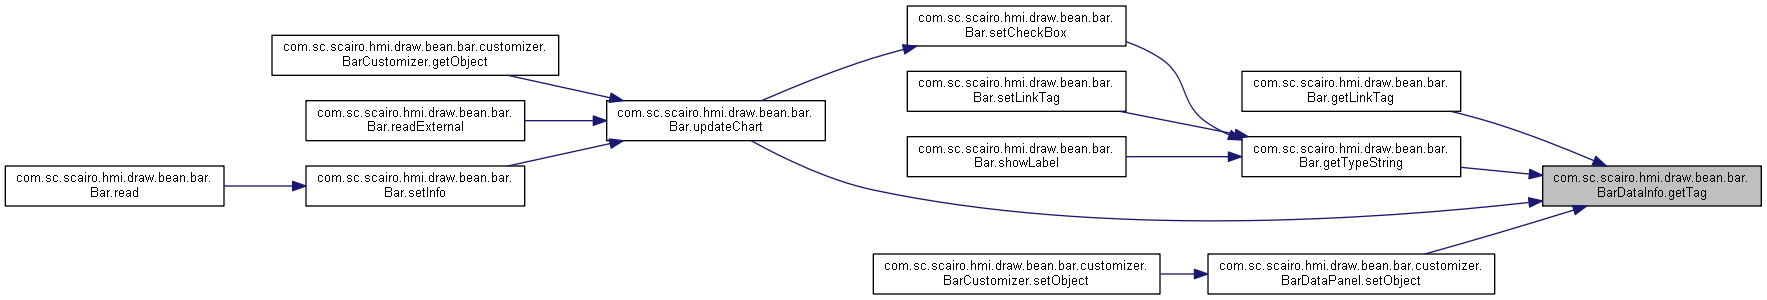 com.sc.scairo.hmi.draw.bean.bar.
Bar.setCheckBox
com.sc.scairo.hmi.draw.bean.bar.customizer.
BarCustomizer.getObject
com.sc.scairo.hmi.draw.bean.bar.
Bar.setLinkTag
com.sc.scairo.hmi.draw.bean.bar.
Bar.getLinkTag
com.sc.scairo.hmi.draw.bean.bar.
Bar.readExternal
com.sc.scairo.hmi.draw.bean.bar.
Bar.updateChart
com.sc.scairo.hmi.draw.bean.bar.
Bar.showLabel
com.sc.scairo.hmi.draw.bean.bar.
Bar.getTypeString
com.sc.scairo.hmi.draw.bean.bar.
Bar.read
com.sc.scairo.hmi.draw.bean.bar.
Bar.setInfo
com.sc.scairo.hmi.draw.bean.bar.
BarDataInfo.getTag
com.sc.scairo.hmi.draw.bean.bar.customizer.
BarCustomizer.setObject
com.sc.scairo.hmi.draw.bean.bar.customizer.
BarDataPanel.setObject